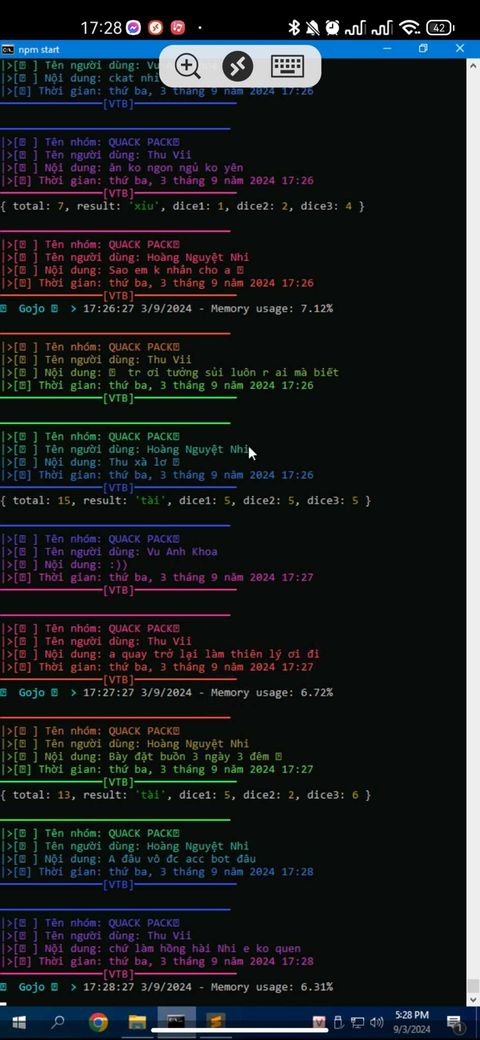 17:28
42
npm start
|>[⍰ ] Tên người dùng: Vu
|>[⍰ ] Nội dung: ckat nhi
|>[⍰] Thời gian: thứ ba, 3 tháng 9 năm 2024 17:26
[VTB]
|>[⍰ ] Tên nhóm: QUACK PACK⍰
|>[⍰ ] Tên người dùng: Thu Vii
|>[⍰ ] Nội dung: ăn ko ngon ngủ ko yên
|>[⍰] Thời gian: thứ ba, 3 tháng 9 năm 2024 17:26
[VTB]
{ total: 7, result: 'xiu', dice1: 1, dice2: 2, dice3: 4 }
|>[⍰ ] Tên nhóm: QUACK PACK⍰
|>[⍰ ] Tên người dùng: Hoàng Nguyệt Nhi
|>[⍰ ] Nội dung: Sao em k nhắn cho a ⍰
|>[⍰] Thời gian: thứ ba, 3 tháng 9 năm 2024 17:26
[VTB]
⍰ Gojo ⍰ > 17:26:27 3/9/2024 - Memory usage: 7.12%
|>[⍰ ] Tên nhóm: QUACK PACK⍰
|>[⍰ ] Tên người dùng: Thu Vii
|>[⍰ ] Nội dung: ⍰ tr ơi tưởng sủi luôn r ai mà biết
|>[⍰] Thời gian: thứ ba, 3 tháng 9 năm 2024 17:26
[VTB]
|>[⍰ ] Tên nhóm: QUACK PACK⍰
|>[⍰ ] Tên người dùng: Hoàng Nguyệt Nhi
|>[⍰ ] Nội dung: Thu xà lơ ⍰
|>[⍰] Thời gian: thứ ba, 3 tháng 9 năm 2024 17:26
[VTB]
{ total: 15, result: 'tài', dice1: 5, dice2: 5, dice3: 5 }
|>[⍰ ] Tên nhóm: QUACK PACK⍰
|>[⍰ ] Tên người dùng: Vu Anh Khoa
|>[⍰ ] Nội dung: :))
|>[⍰] Thời gian: thứ ba, 3 tháng 9 năm 2024 17:27
[VTB]
|>[⍰ ] Tên nhóm: QUACK PACK⍰
|>[⍰ ] Tên người dùng: Thu Vii
|>[⍰ ] Nội dung: a quay trở lại làm thiên lý ơi đi
|>[⍰] Thời gian: thứ ba, 3 tháng 9 năm 2024 17:27
[VTB]
⍰ Gojo ⍰ > 17:27:27 3/9/2024 - Memory usage: 6.72%
|>[⍰ ] Tên nhóm: QUACK PACK⍰
|>[⍰ ] Tên người dùng: Hoàng Nguyệt Nhi
|>[⍰ ] Nội dung: Bày đặt buồn 3 ngày 3 đêm ⍰
|>[⍰] Thời gian: thứ ba, 3 tháng 9 năm 2024 17:27
[VTB]
{ total: 13, result: 'tài', dice1: 5, dice2: 2, dice3: 6 }
|>[⍰ ] Tên nhóm: QUACK PACK⍰
|>[⍰ ] Tên người dùng: Hoàng Nguyệt Nhi
|>[⍰ ] Nội dung: A đâu vô đc acc bot đâu
|>[⍰] Thời gian: thứ ba, 3 tháng 9 năm 2024 17:28
[VTB]
|>[⍰ ] Tên nhóm: QUACK PACK⍰
|>[⍰ ] Tên người dùng: Thu Vii
|>[⍰ ] Nội dung: chứ làm hồng hài Nhi e ko quen
|>[⍰] Thời gian: thứ ba, 3 tháng 9 năm 2024 17:28
[VTB]
⍰ Gojo ⍰ > 17:28:27 3/9/2024 - Memory usage: 6.31%
5:28 PM
9/3/2024